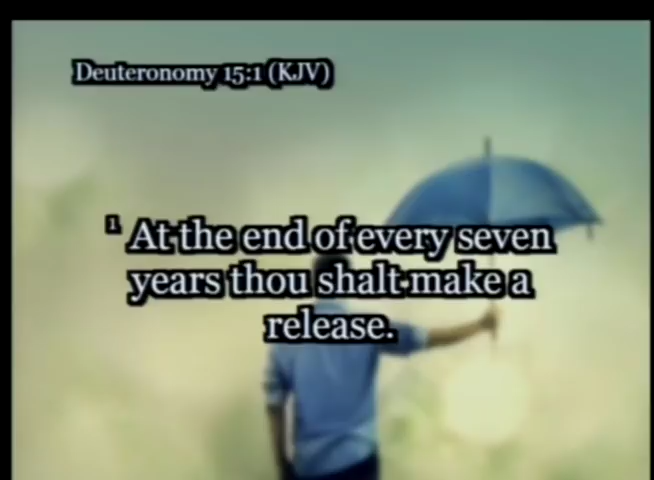 Deuteronomy 15:1 (KJV)
¹ At the end of every seven
years thou shalt make a
release.